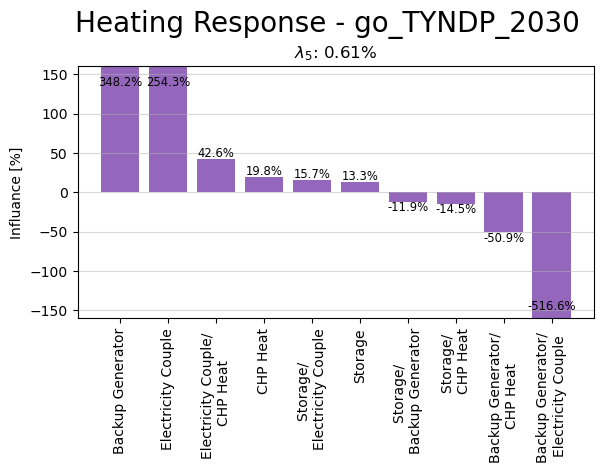 Heating Response - go_TYNDP_2030
λ5: 0.61%
Influance [%]
150
100
50
0
−50
−100
−150
348.2%
254.3%
42.6%
19.8%
15.7%
13.3%
-11.9%
-14.5%
-50.9%
-516.6%
Backup Generator
Electricity Couple
Electricity Couple/
CHP Heat
CHP Heat
Storage/
Electricity Couple
Storage
Storage/
Backup Generator
Storage/
CHP Heat
Backup Generator/
CHP Heat
Backup Generator/
Electricity Couple